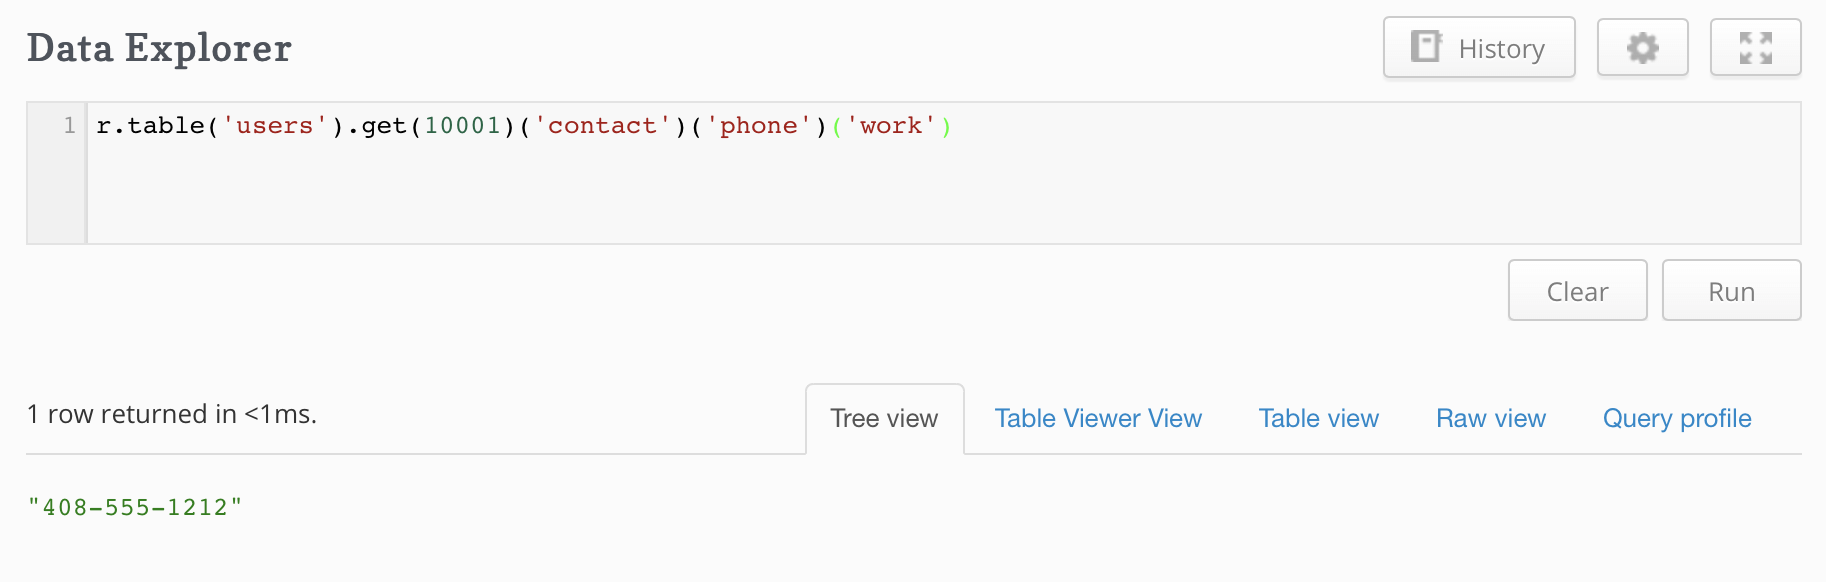 Data Explorer
History
1 r.table('users').get(10001)('contact')('phone')('work')
Clear
Run
1 row returned in <1ms.
Tree view
Table Viewer View
Table view
Raw view
Query profile
"408-555-1212"